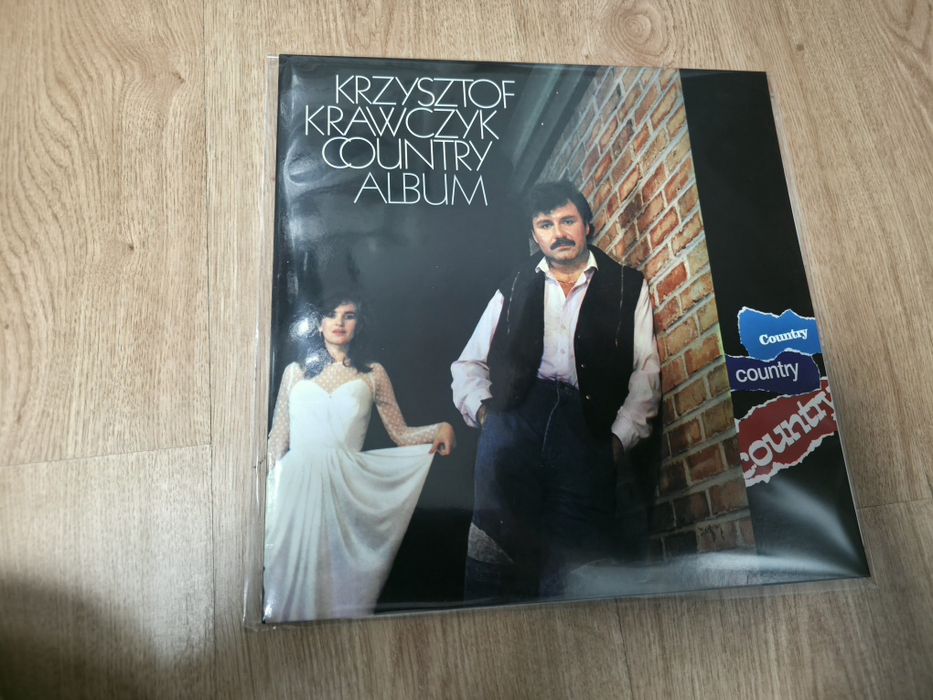 KRZYSZTOF
KRAWCZYK
COUNTRY
ALBUM
Country
country
country